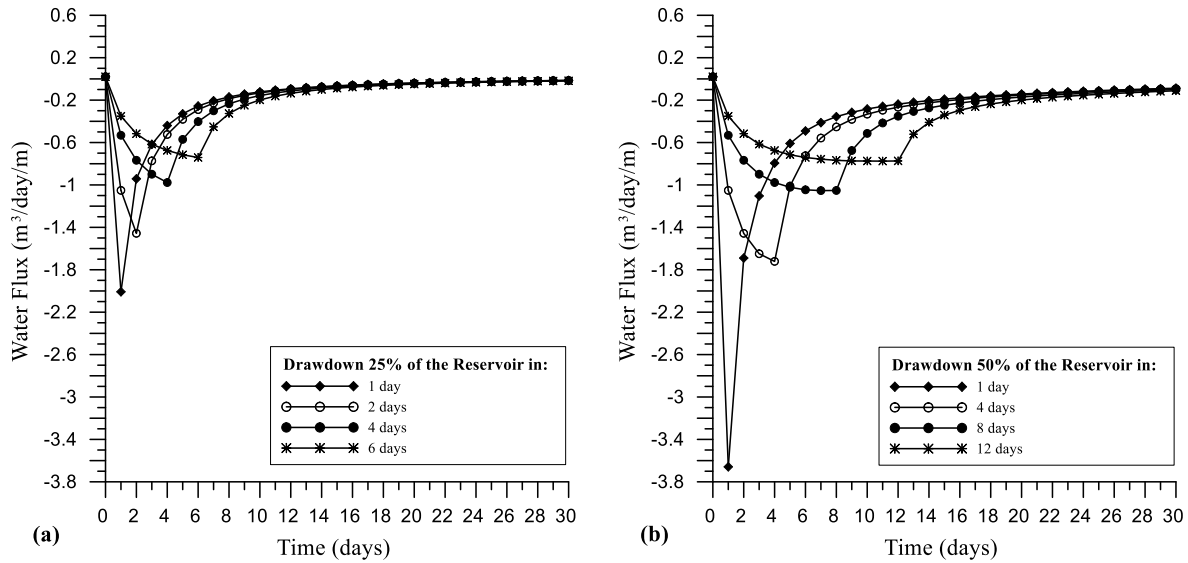 0.6
0.2
-0.2
-0.6
-1
-1.4
-1.8
-2.2
-2.6
-3
-3.4
-3.8
Water Flux (m³/day/m)
Drawdown 25% of the Reservoir in:
1 day
2 days
4 days
6 days
0 2 4 6 8 10 12 14 16 18 20 22 24 26 28 30
(a)
Time (days)
0.6
0.2
-0.2
-0.6
-1
-1.4
-1.8
-2.2
-2.6
-3
-3.4
-3.8
Water Flux (m³/day/m)
Drawdown 50% of the Reservoir in:
1 day
4 days
8 days
12 days
0 2 4 6 8 10 12 14 16 18 20 22 24 26 28 30
(b)
Time (days)